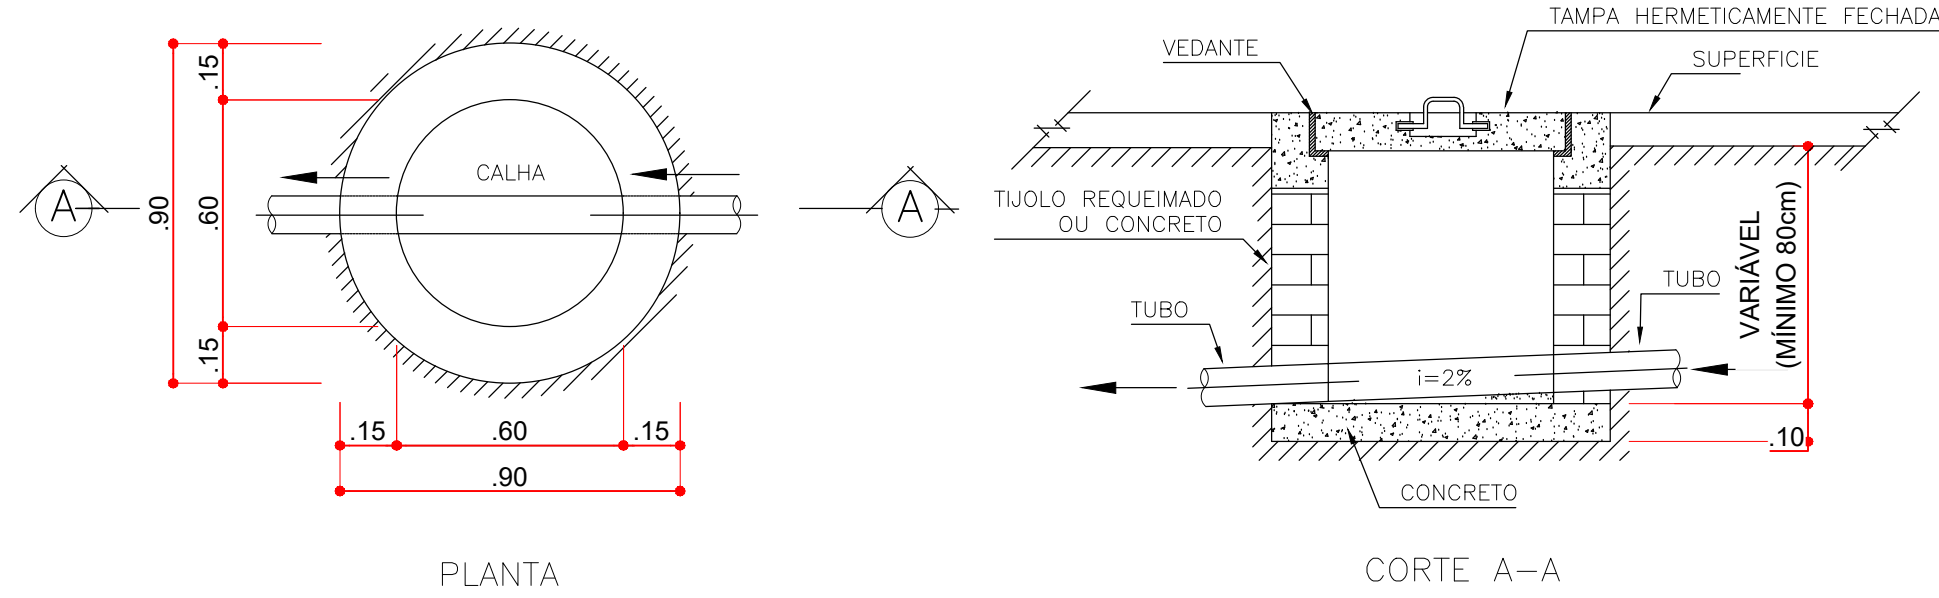 .15
.60
.15
.90
CALHA
A
A
.15
.60
.15
.90
PLANTA
TAMPA HERMETICAMENTE FECHADA
VEDANTE
SUPERFICIE
TIJOLO REQUEIMADO
OU CONCRETO
TUBO
TUBO
VARIÁVEL
(MÍNIMO 80cm)
i=2%
.10
CONCRETO
CORTE A-A